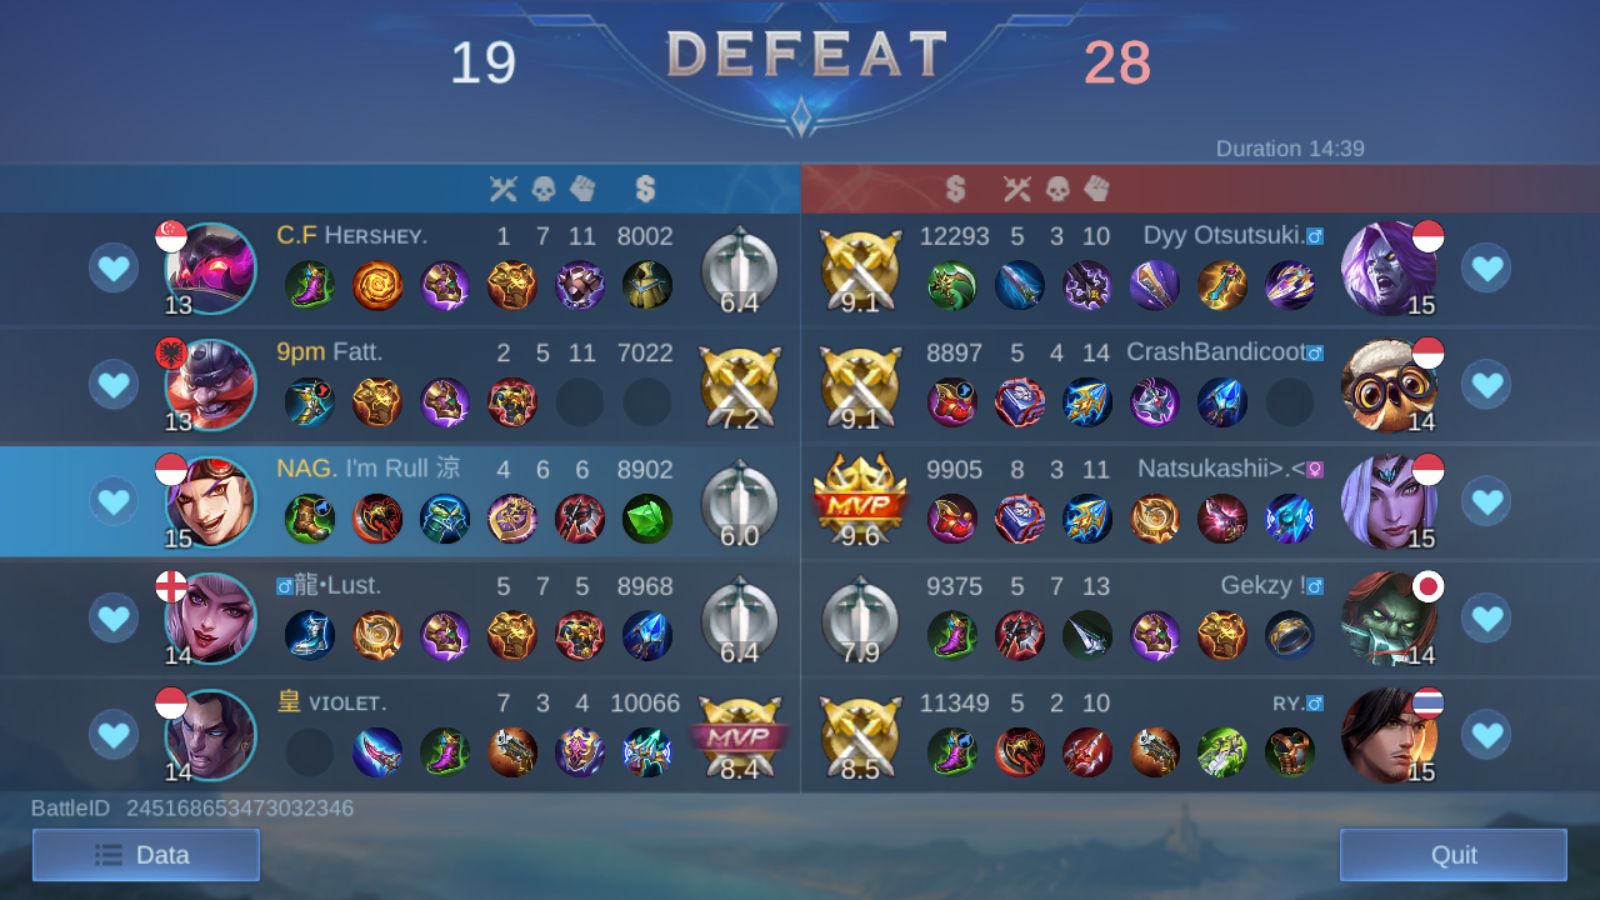 19 DEFEAT 28
Duration 14:39
C.F HERSHEY. 1 7 11 8002
13 6.4
12293 5 3 10 Dyy Otsutsuki.
9.1 15
9pm Fatt. 2 5 11 7022
13 7.2
8897 5 4 14 CrashBandicoot
9.1 14
NAG. I'm Rull 涼 4 6 6 8902
15 6.0
9905 8 3 11 Natsukashii>.<
MVP
9.6 15
龍•Lust. 5 7 5 8968
14 6.4
9375 5 7 13 Gekzy !
7.9 14
皇 VIOLET. 7 3 4 10066
MVP
14 8.4
11349 5 2 10 RY.
8.5 15
BattleID 245168653473032346
Data
Quit